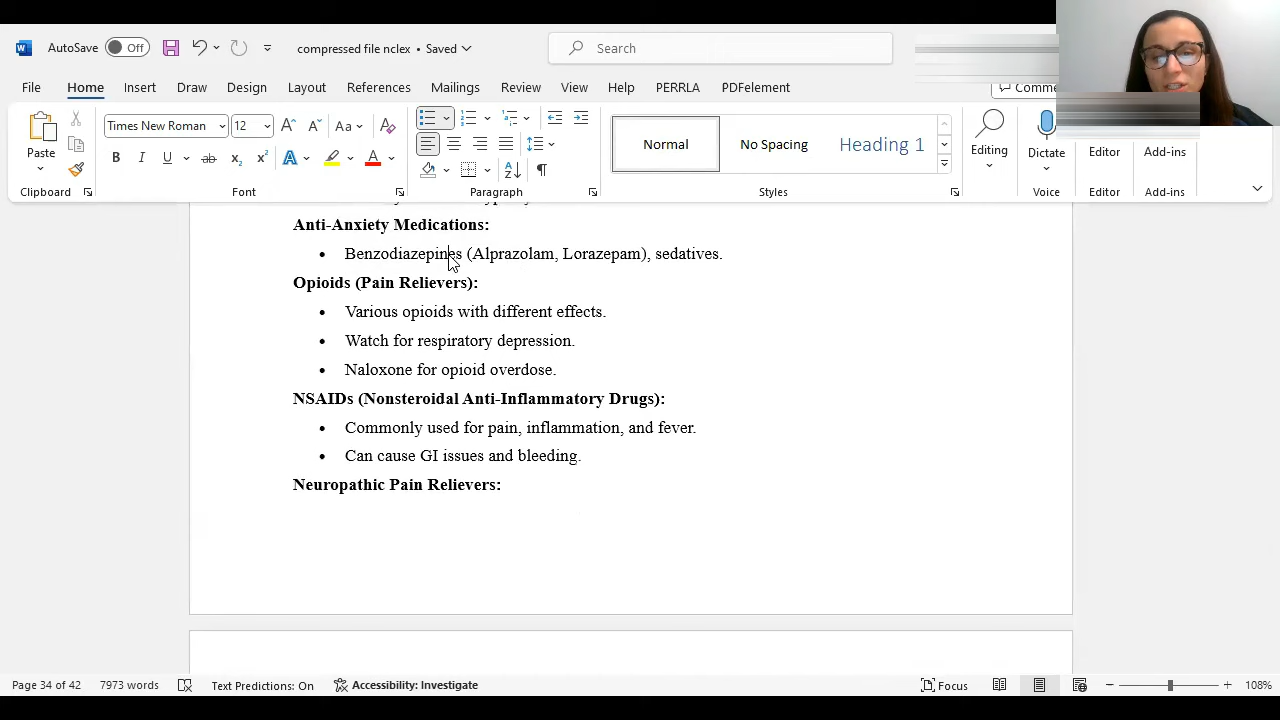 AutoSave Off compressed file nclex • Saved Search
File Home Insert Draw Design Layout References Mailings Review View Help PERRLA PDFelement
Times New Roman 12 Aa
Paste Normal No Spacing Heading 1 Editing Dictate Editor Add-ins
Clipboard Font Paragraph Styles Voice Editor Add-ins
Anti-Anxiety Medications:
• Benzodiazepines (Alprazolam, Lorazepam), sedatives.
Opioids (Pain Relievers):
• Various opioids with different effects.
• Watch for respiratory depression.
• Naloxone for opioid overdose.
NSAIDs (Nonsteroidal Anti-Inflammatory Drugs):
• Commonly used for pain, inflammation, and fever.
• Can cause GI issues and bleeding.
Neuropathic Pain Relievers:
Page 34 of 42 7973 words Text Predictions: On Accessibility: Investigate Focus 108%